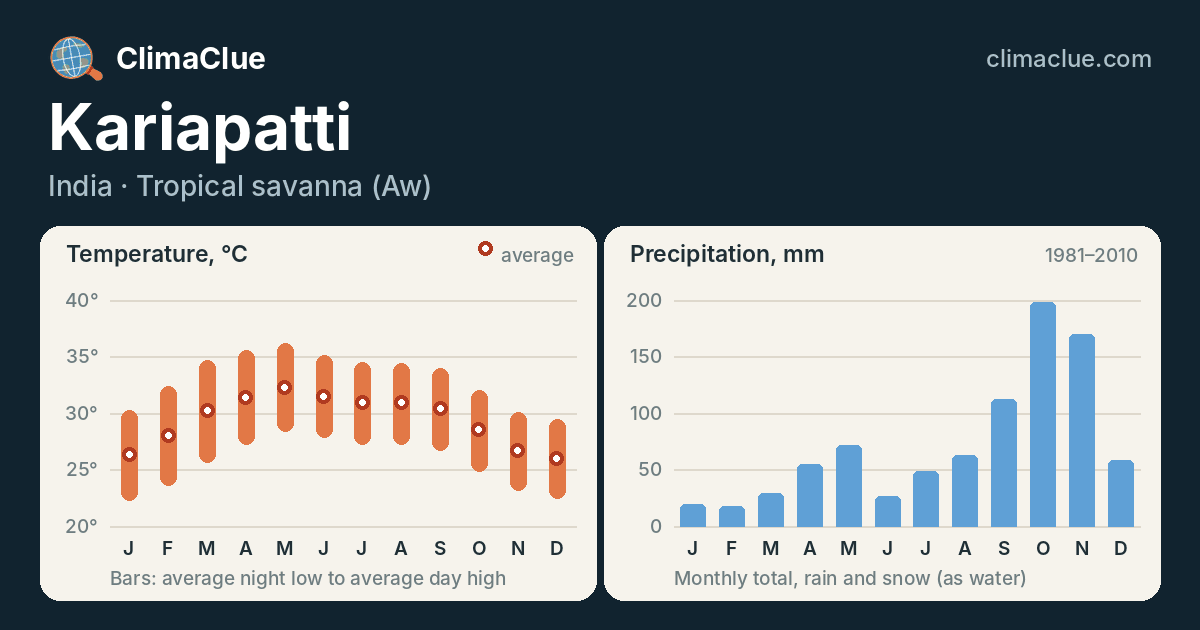 ClimaClue
climaclue.com
Kariapatti
India · Tropical savanna (Aw)
Temperature, °C
average
40°
35°
30°
25°
20°
J F M A M J J A S O N D
Bars: average night low to average day high
Precipitation, mm
1981–2010
200
150
100
50
0
J F M A M J J A S O N D
Monthly total, rain and snow (as water)